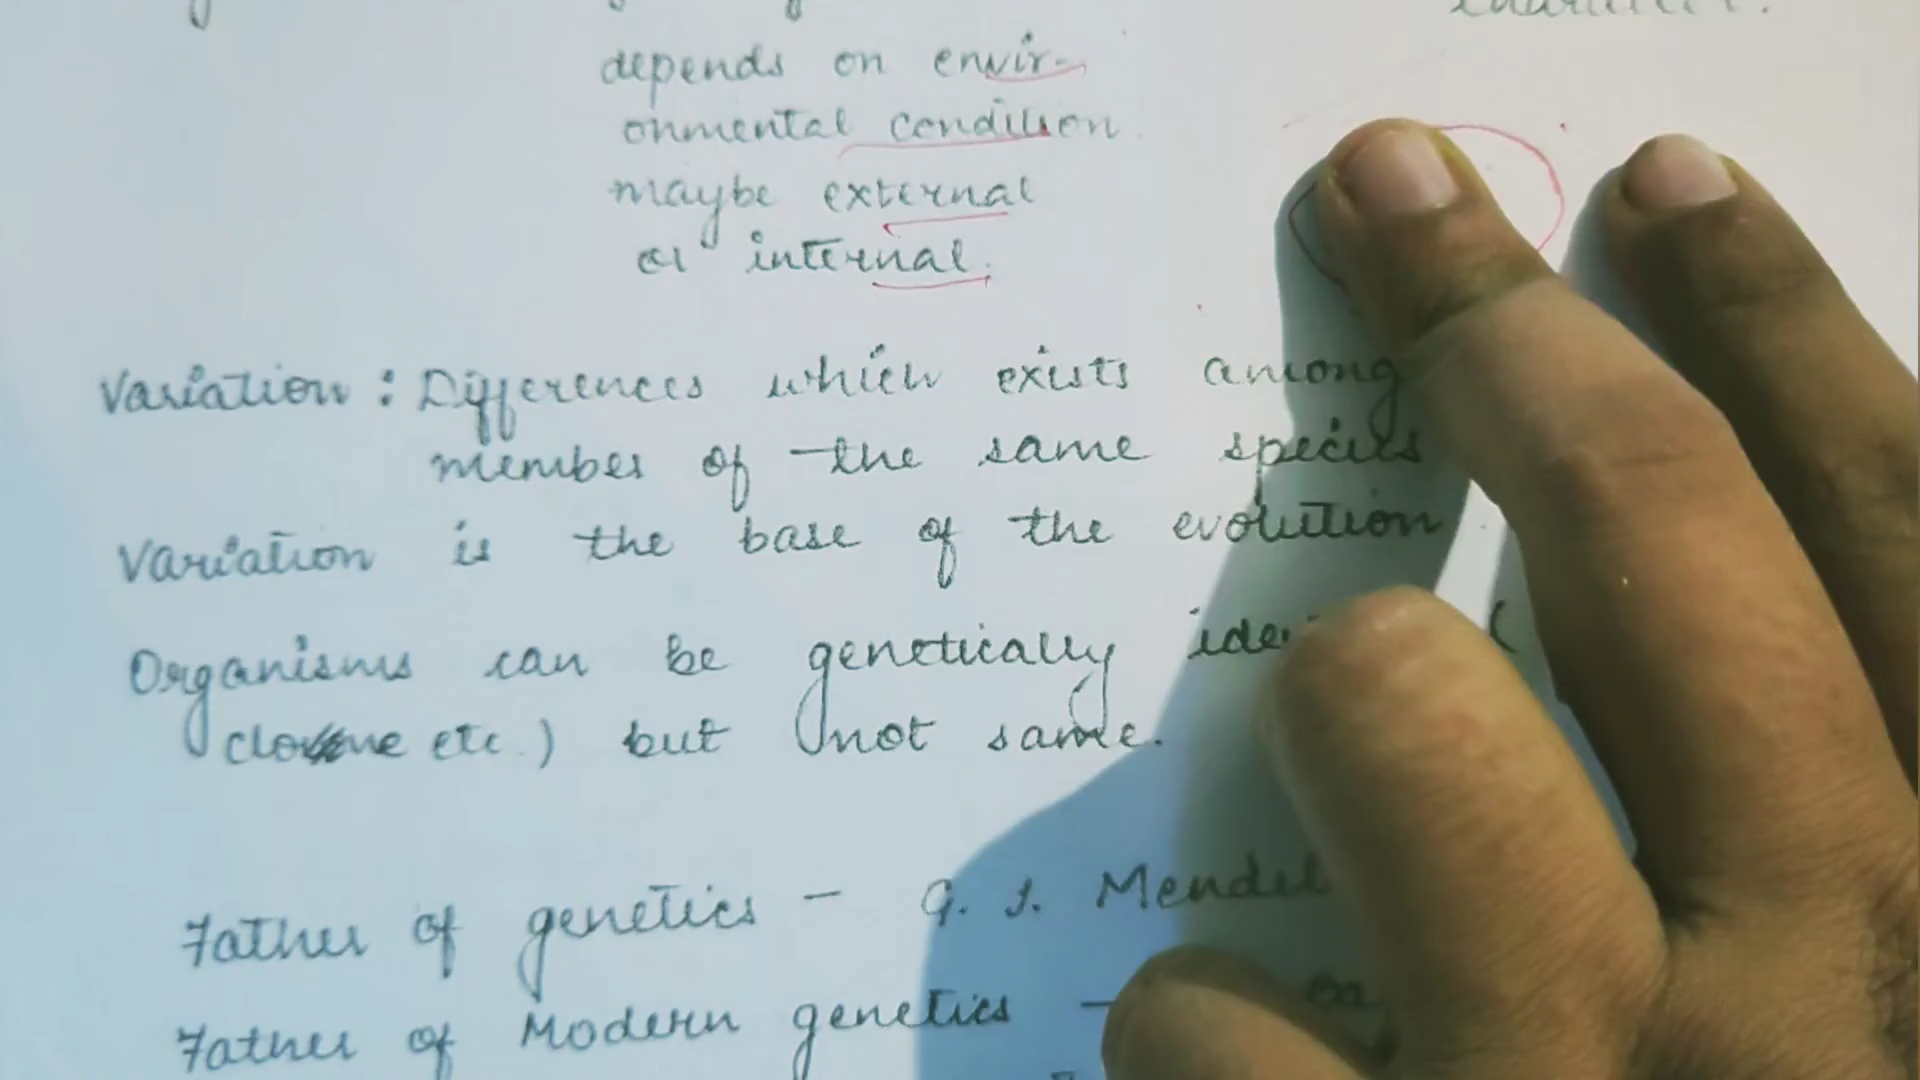 character.
depends on envir-
onmental condition
maybe external
or internal.
Variation : Differences which exists among
member of the same species
Variation is the base of the evolution
Organisms can be genetically (
clone etc.) but not same.
Father of genetics - G. J. Mendel
Father of Modern genetics -